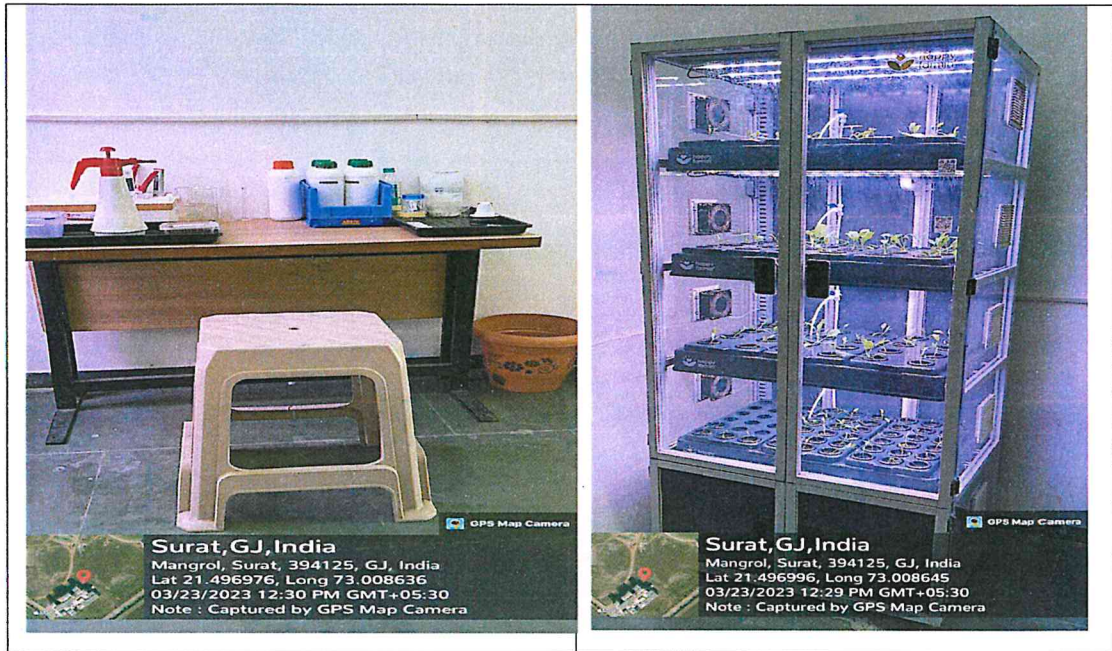 GPS Map Camera
Surat,GJ,India
Mangrol, Surat, 394125, GJ, India
Lat 21.496976, Long 73.008636
03/23/2023 12:30 PM GMT+05:30
Note : Captured by GPS Map Camera
happy
farmer
GPS Map Camera
Surat,GJ,India
Mangrol, Surat, 394125, GJ, India
Lat 21.496996, Long 73.008645
03/23/2023 12:29 PM GMT+05:30
Note : Captured by GPS Map Camera